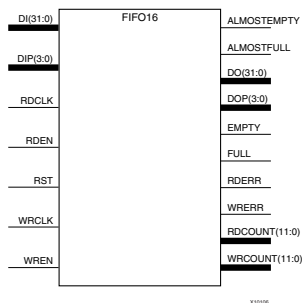 FIFO16
DI(31:0)
DIP(3:0)
RDCLK
RDEN
RST
WRCLK
WREN
ALMOSTEMPTY
ALMOSTFULL
DO(31:0)
DOP(3:0)
EMPTY
FULL
RDERR
WRERR
RDCOUNT(11:0)
WRCOUNT(11:0)